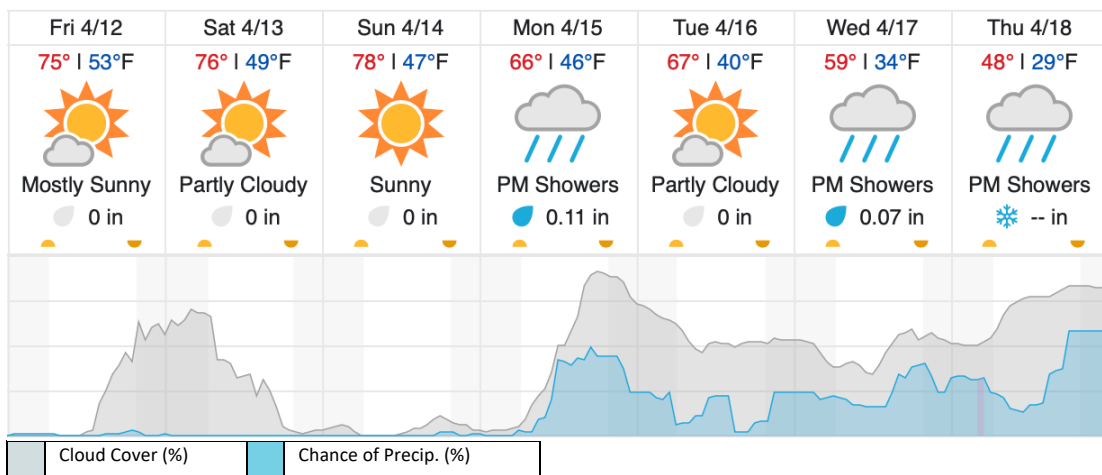 Fri 4/12 Sat 4/13 Sun 4/14 Mon 4/15 Tue 4/16 Wed 4/17 Thu 4/18
75° | 53°F 76° | 49°F 78° | 47°F 66° | 46°F 67° | 40°F 59° | 34°F 48° | 29°F
Mostly Sunny Partly Cloudy Sunny PM Showers Partly Cloudy PM Showers PM Showers
0 in 0 in 0 in 0.11 in 0 in 0.07 in -- in
Cloud Cover (%) Chance of Precip. (%)